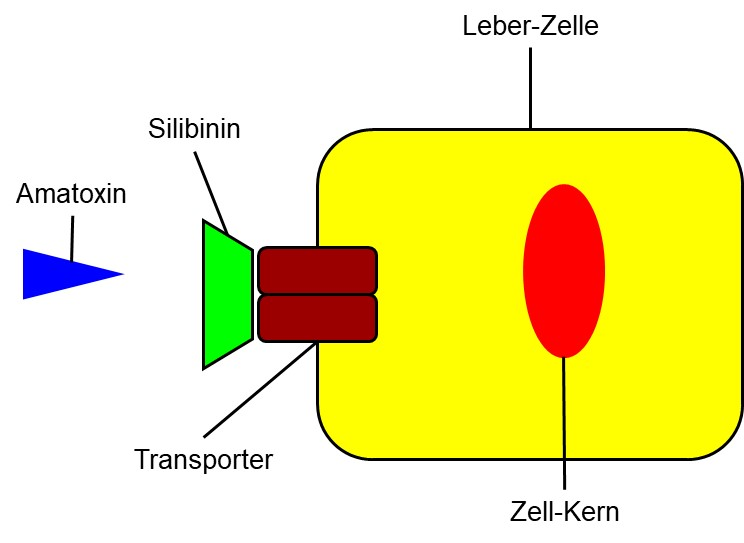 Leber-Zelle
Silibinin
Amatoxin
Transporter
Zell-Kern